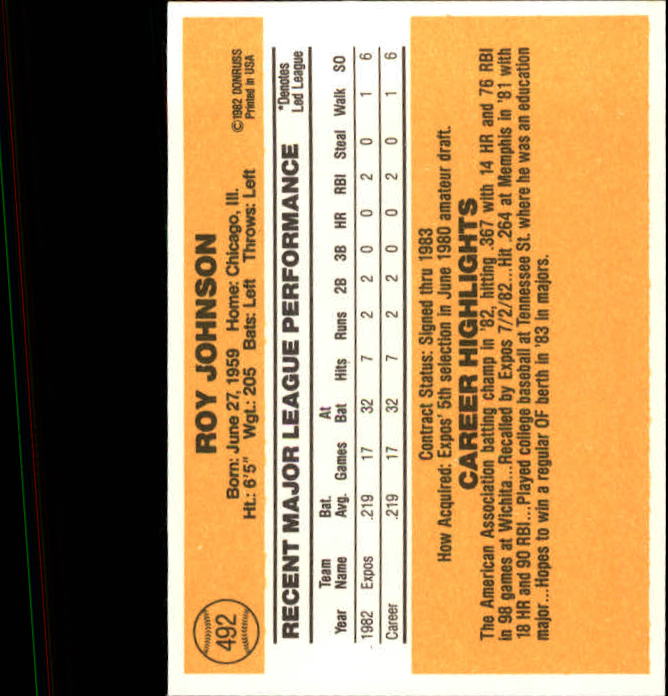 492
ROY JOHNSON
Born: June 27, 1959 Home: Chicago, Ill.
Ht.: 6'5" Wgt.: 205 Bats: Left Throws: Left
©1982 DONRUSS
Printed in USA
RECENT MAJOR LEAGUE PERFORMANCE
*Denotes
Led League
Year Team Name Bat. Avg. Games At Bat Hits Runs 2B 3B HR RBI Steal Walk SO
1982 Expos .219 17 32 7 2 2 0 0 2 0 1 6
Career .219 17 32 7 2 2 0 0 2 0 1 6
Contract Status: Signed thru 1983
How Acquired: Expos' 5th selection in June 1980 amateur draft.
CAREER HIGHLIGHTS
The American Association batting champ in '82, hitting .367 with 14 HR and 76 RBI
in 98 games at Wichita...Recalled by Expos 7/2/82...Hit .264 at Memphis in '81 with
18 HR and 90 RBI...Played college baseball at Tennessee St. where he was an education
major...Hopes to win a regular OF berth in '83 in majors.